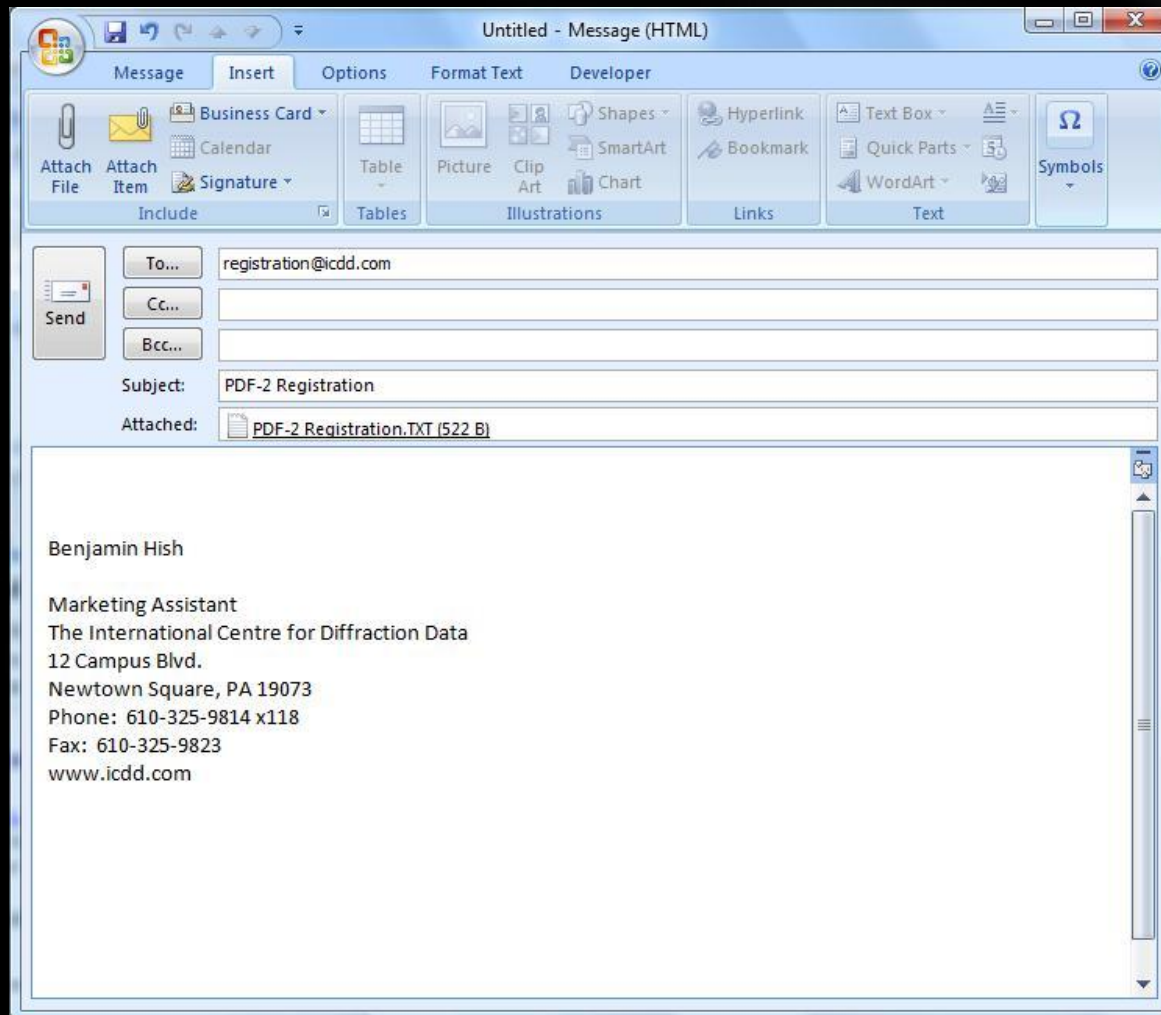 Untitled - Message (HTML)
Message Insert Options Format Text Developer
Attach File
Attach Item
Business Card
Calendar
Signature
Include
Table
Tables
Picture
Clip Art
Shapes
SmartArt
Chart
Illustrations
Hyperlink
Bookmark
Links
Text Box
Quick Parts
WordArt
Text
Ω
Symbols
Send
To... registration@icdd.com
Cc...
Bcc...
Subject: PDF-2 Registration
Attached: PDF-2 Registration.TXT (522 B)
Benjamin Hish
Marketing Assistant
The International Centre for Diffraction Data
12 Campus Blvd.
Newtown Square, PA 19073
Phone: 610-325-9814 x118
Fax: 610-325-9823
www.icdd.com